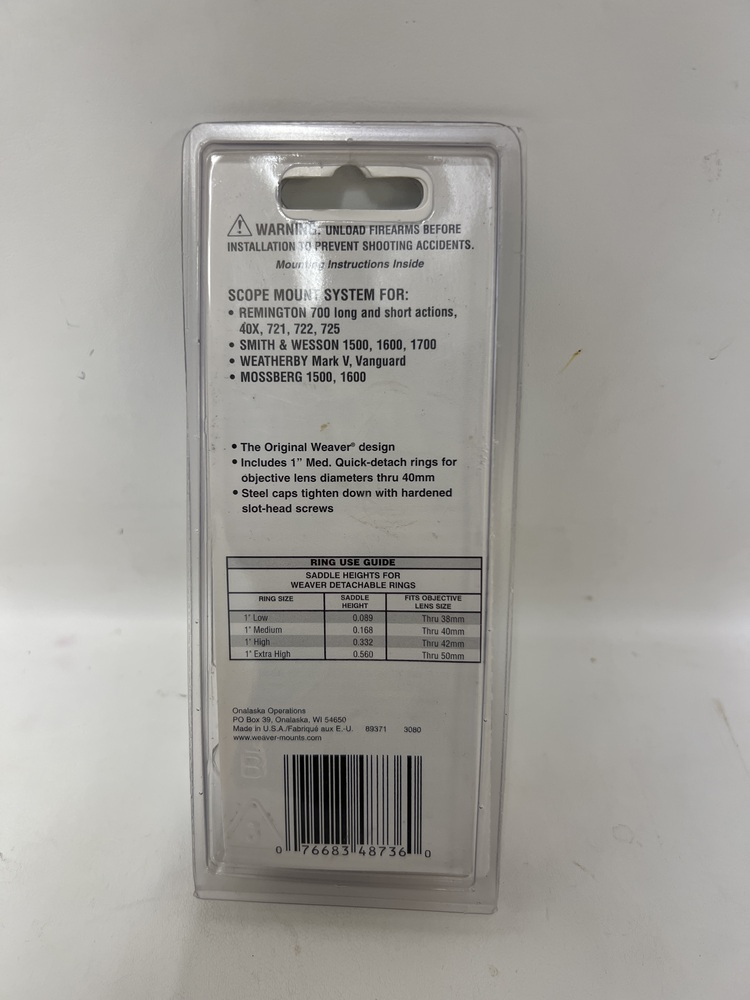 WARNING: UNLOAD FIREARMS BEFORE
INSTALLATION TO PREVENT SHOOTING ACCIDENTS.
Mounting Instructions Inside
SCOPE MOUNT SYSTEM FOR:
• REMINGTON 700 long and short actions,
40X, 721, 722, 725
• SMITH & WESSON 1500, 1600, 1700
• WEATHERBY Mark V, Vanguard
• MOSSBERG 1500, 1600
• The Original Weaver® design
• Includes 1” Med. Quick-detach rings for
objective lens diameters thru 40mm
• Steel caps tighten down with hardened
slot-head screws
RING USE GUIDE
SADDLE HEIGHTS FOR
WEAVER DETACHABLE RINGS
RING SIZE SADDLE HEIGHT FITS OBJECTIVE LENS SIZE
1" Low 0.089 Thru 38mm
1" Medium 0.168 Thru 40mm
1" High 0.332 Thru 42mm
1" Extra High 0.560 Thru 50mm
Onalaska Operations
PO Box 39, Onalaska, WI 54650
Made in U.S.A./Fabriqué aux E.-U. 89371 3080
www.weaver-mounts.com
0 76683 48736 0